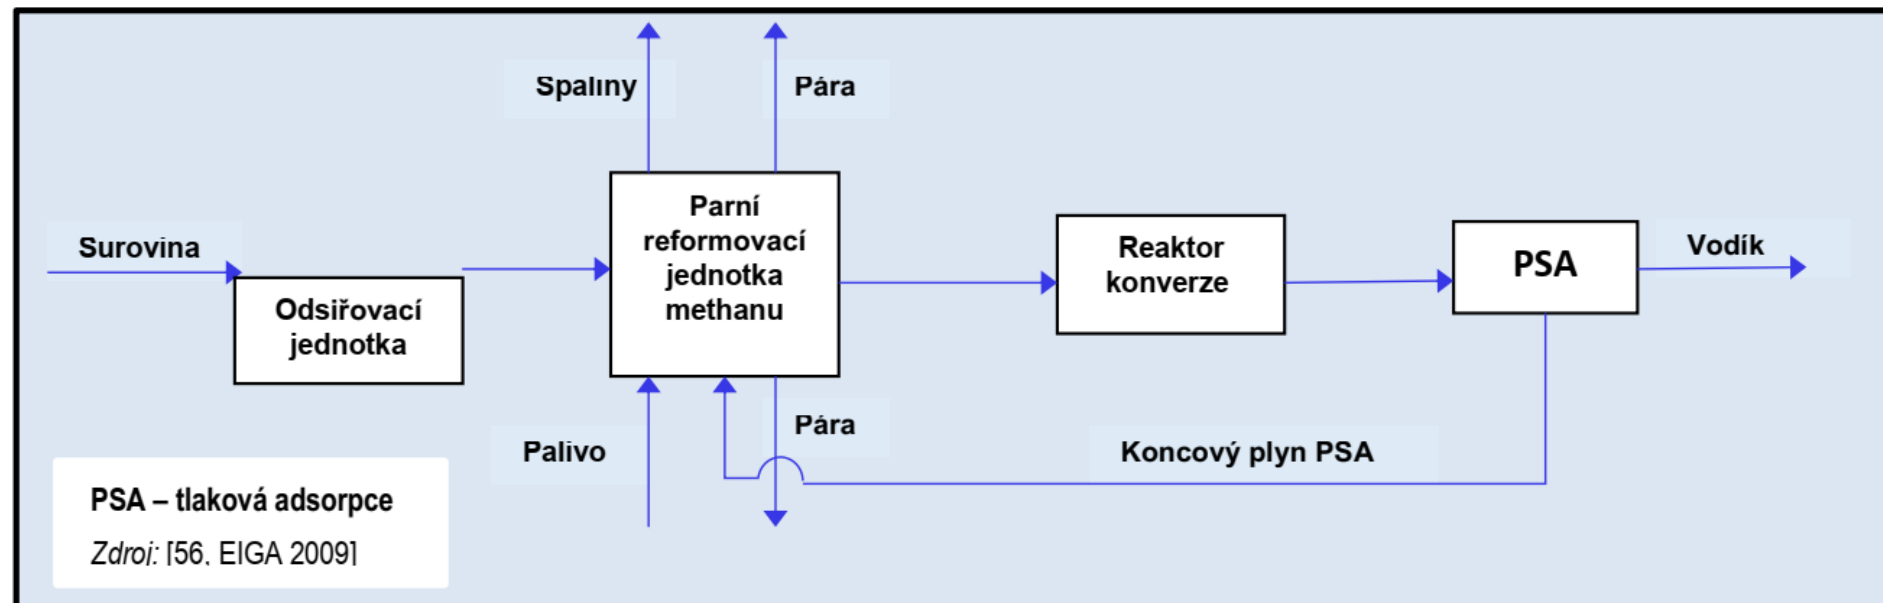 Spaliny
Pára
Surovina
Odsiřovací
jednotka
Parní
reformovací
jednotka
methanu
Reaktor
konverze
PSA
Vodík
Palivo
Pára
Koncový plyn PSA
PSA – tlaková adsorpce
Zdroj: [56, EIGA 2009]